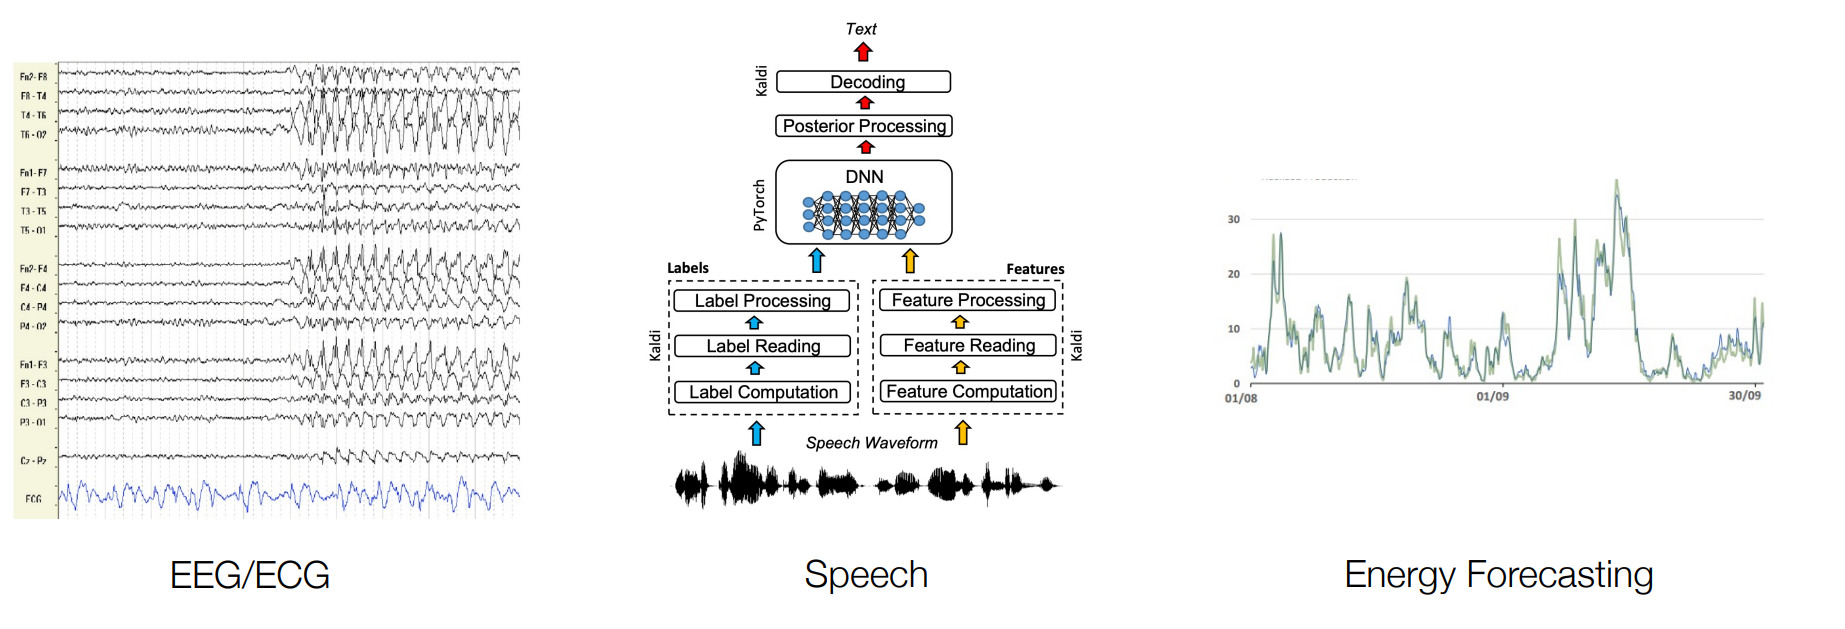 Fp2- F8
F8 - T4
T4 - T6
T6 - O2
Fp1- F7
F7 - T3
T3 - T5
T5 - O1
Fp2- F4
F4 - C4
C4 - P4
P4 - O2
Fp1- F3
F3 - C3
C3 - P3
P3 - O1
Cz - Pz
ECG
EEG/ECG
Text
Kaldi
Decoding
Posterior Processing
PyTorch
DNN
Labels
Features
Kaldi
Label Processing
Label Reading
Label Computation
Feature Processing
Feature Reading
Feature Computation
Kaldi
Speech Waveform
Speech
30
20
10
0
01/08
01/09
30/09
Energy Forecasting